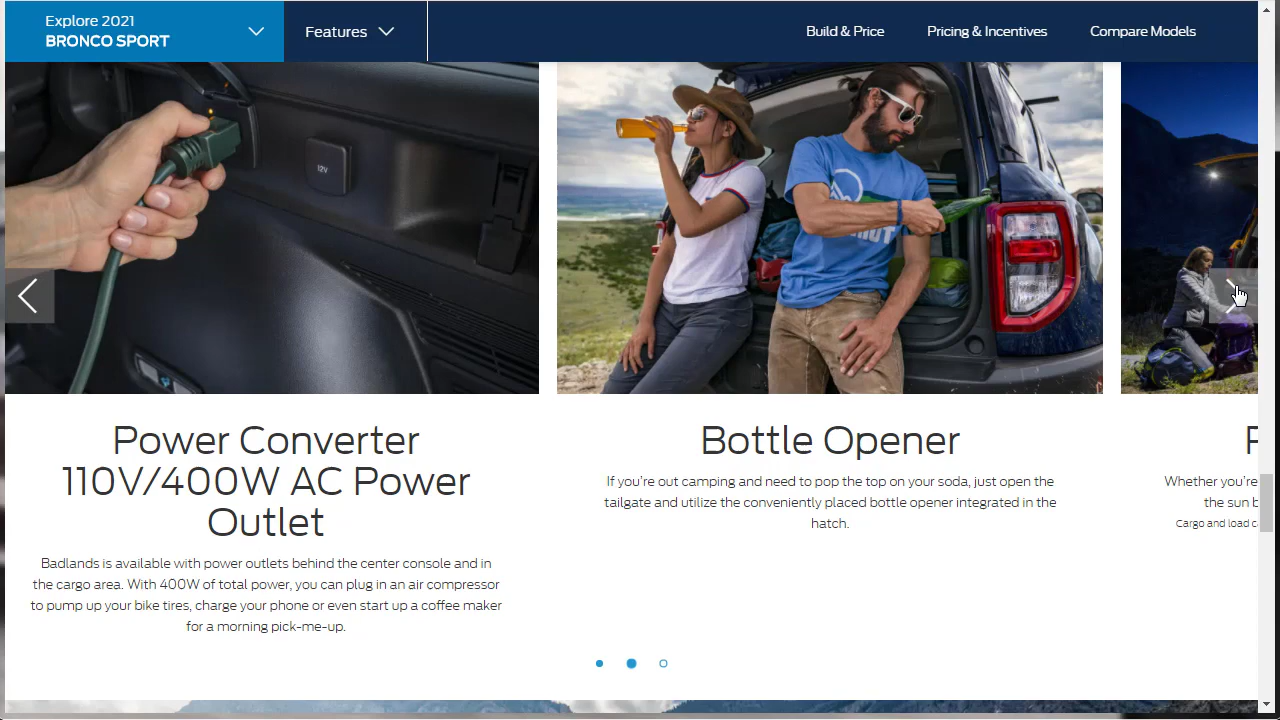 Explore 2021
BRONCO SPORT
Features
Build & Price
Pricing & Incentives
Compare Models
12V
Power Converter
110V/400W AC Power
Outlet
Badlands is available with power outlets behind the center console and in
the cargo area. With 400W of total power, you can plug in an air compressor
to pump up your bike tires, charge your phone or even start up a coffee maker
for a morning pick-me-up.
Bottle Opener
If you’re out camping and need to pop the top on your soda, just open the
tailgate and utilize the conveniently placed bottle opener integrated in the
hatch.
Whether you’re
the sun
Cargo and load